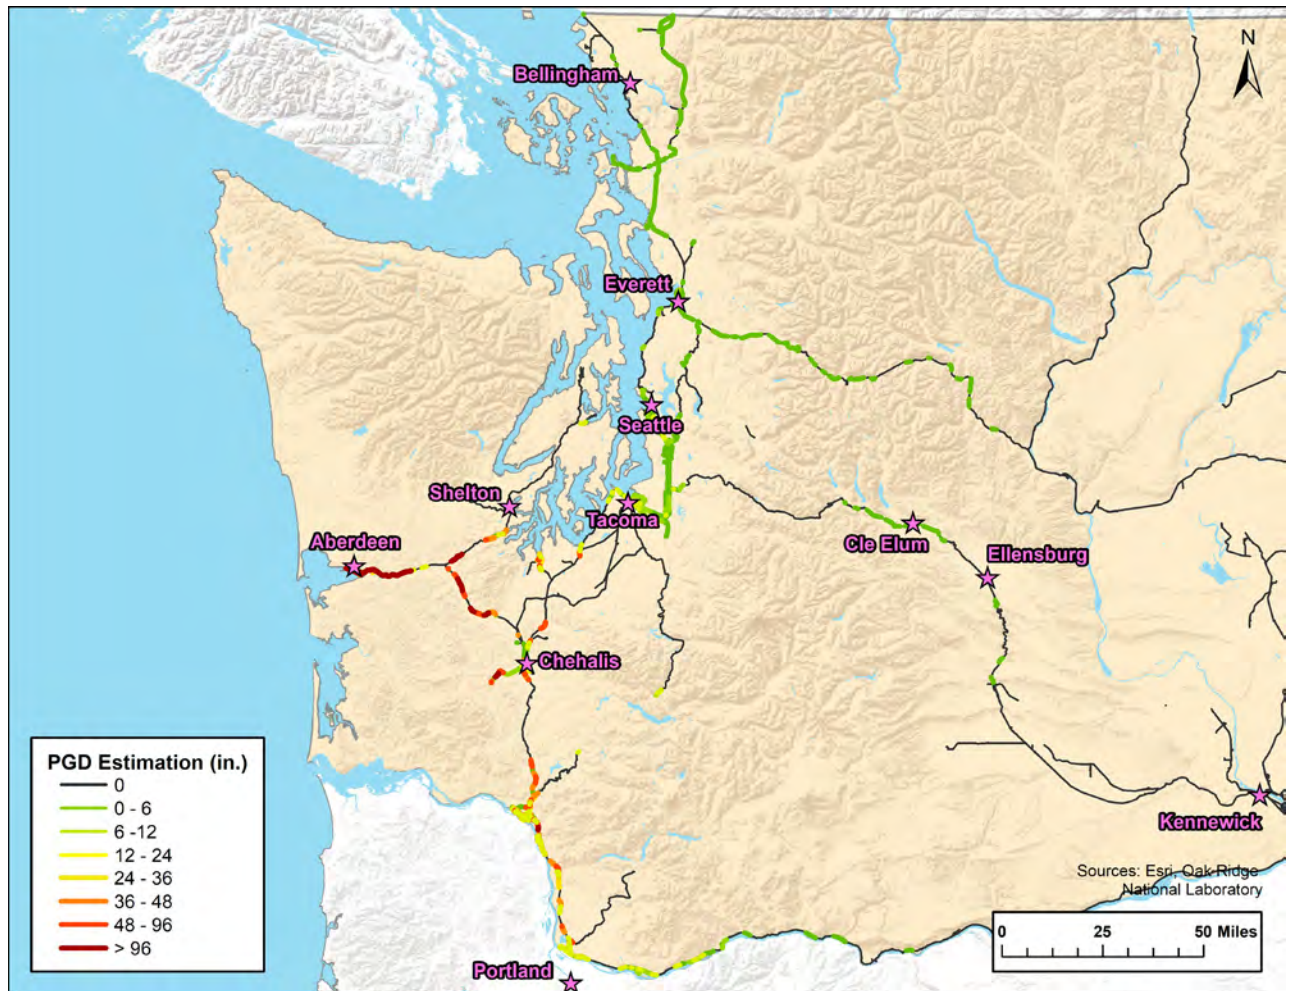 N
Bellingham
Everett
Seattle
Shelton
Tacoma
Aberdeen
Cle Elum
Ellensburg
Chehalis
PGD Estimation (in.)
0
0 - 6
6 -12
12 - 24
24 - 36
36 - 48
48 - 96
> 96
Kennewick
Sources: Esri, Oak Ridge
National Laboratory
0 25 50 Miles
Portland